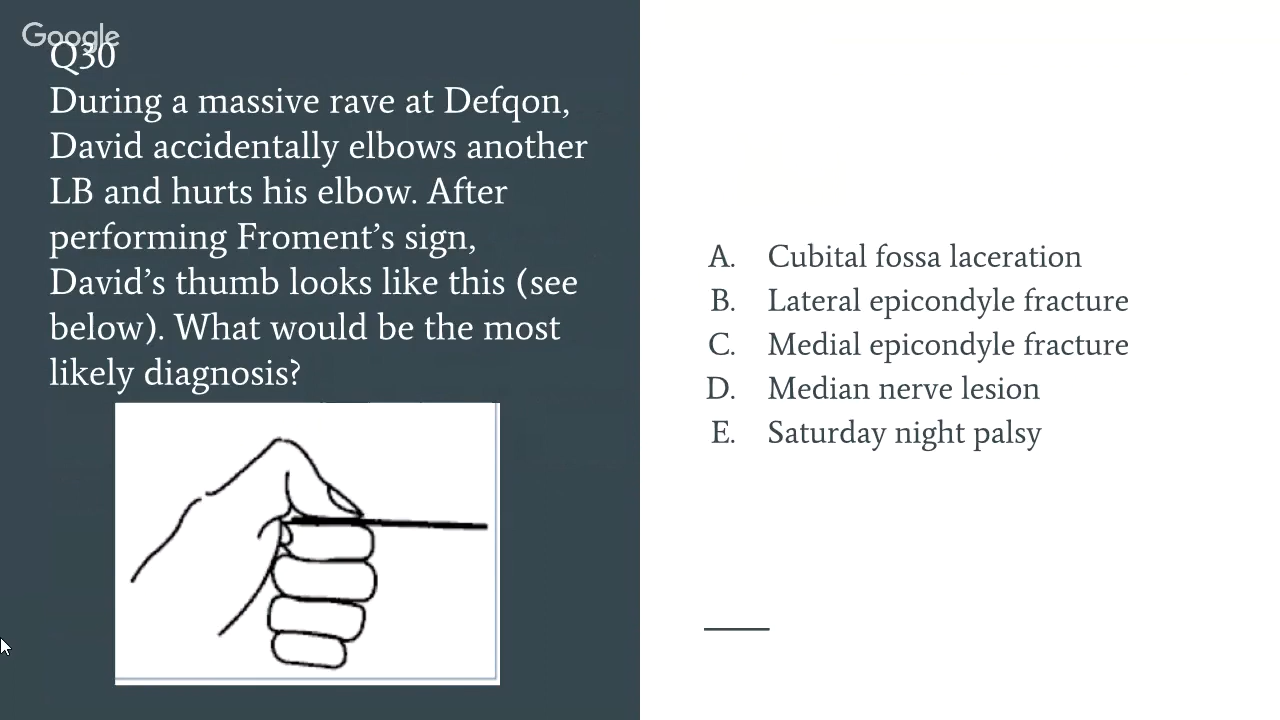 Google
Q30
During a massive rave at Defqon,
David accidentally elbows another
LB and hurts his elbow. After
performing Froment’s sign,
David’s thumb looks like this (see
below). What would be the most
likely diagnosis?
A. Cubital fossa laceration
B. Lateral epicondyle fracture
C. Medial epicondyle fracture
D. Median nerve lesion
E. Saturday night palsy